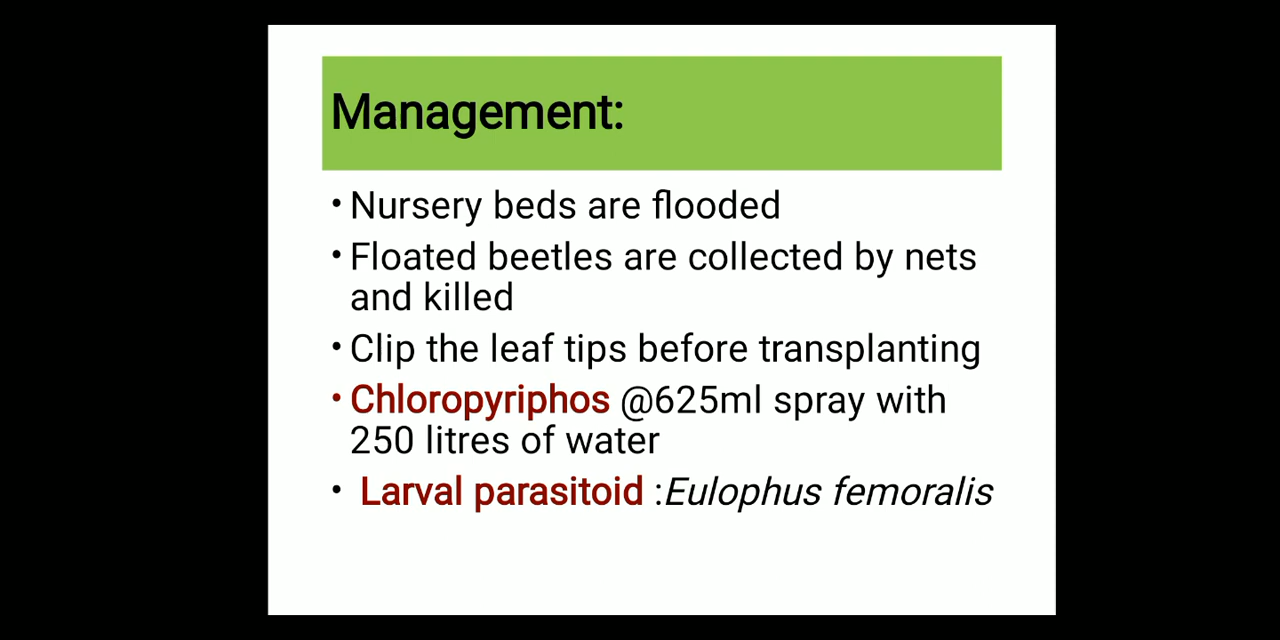 Management:
• Nursery beds are flooded
• Floated beetles are collected by nets
and killed
• Clip the leaf tips before transplanting
• Chloropyriphos @625ml spray with
250 litres of water
• Larval parasitoid :Eulophus femoralis